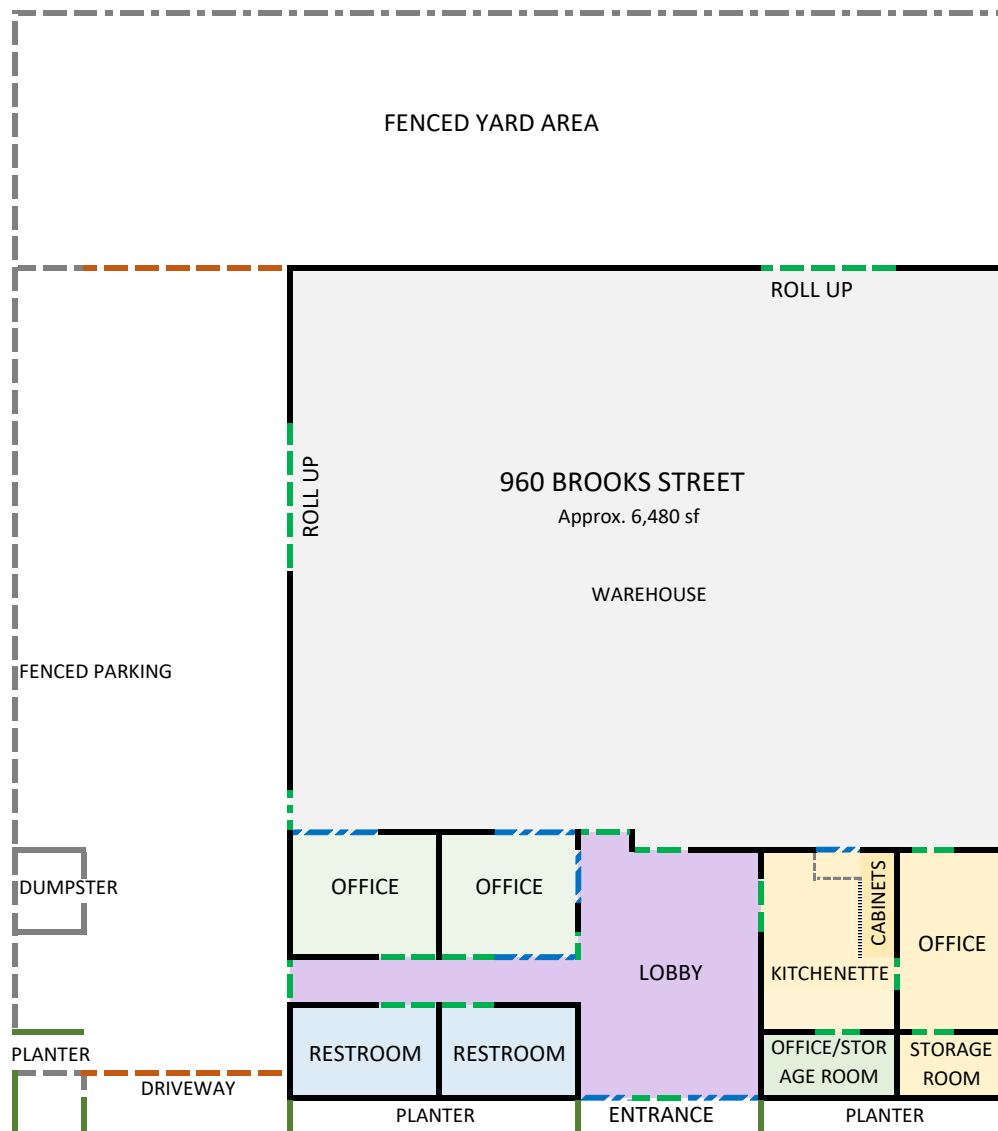 FENCED YARD AREA
ROLL UP
ROLL UP
960 BROOKS STREET
Approx. 6,480 sf
WAREHOUSE
FENCED PARKING
DUMPSTER
OFFICE
OFFICE
CABINETS
OFFICE
LOBBY
KITCHENETTE
PLANTER
RESTROOM
RESTROOM
OFFICE/STOR
AGE ROOM
STORAGE
ROOM
DRIVEWAY
PLANTER
ENTRANCE
PLANTER